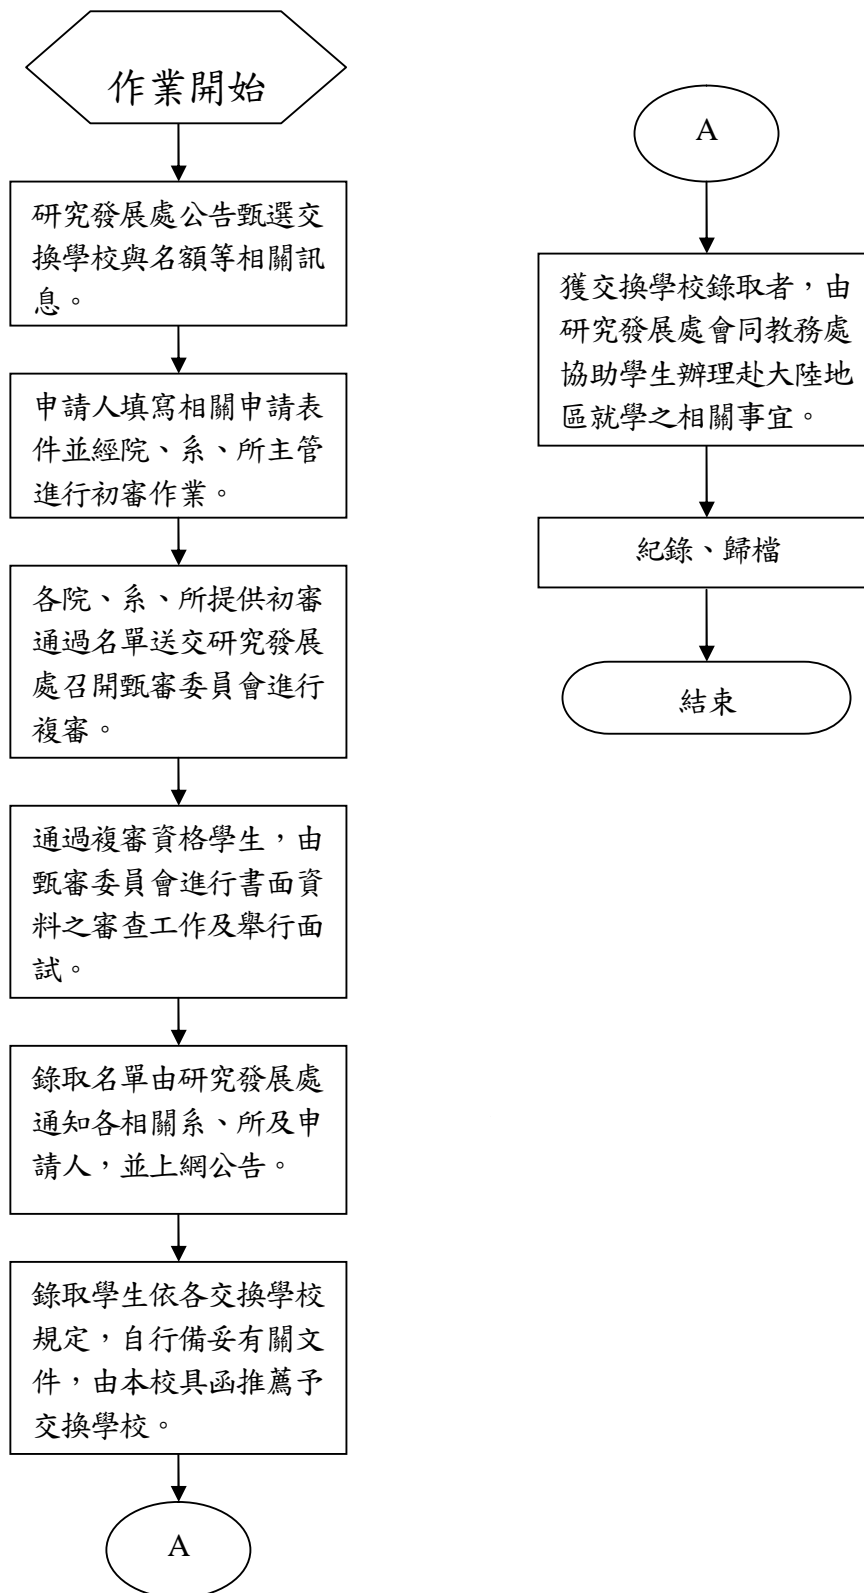 作業開始
研究發展處公告甄選交
換學校與名額等相關訊
息。
申請人填寫相關申請表
件並經院、系、所主管
進行初審作業。
各院、系、所提供初審
通過名單送交研究發展
處召開甄審委員會進行
複審。
通過複審資格學生，由
甄審委員會進行書面資
料之審查工作及舉行面
試。
錄取名單由研究發展處
通知各相關系、所及申
請人，並上網公告。
錄取學生依各交換學校
規定，自行備妥有關文
件，由本校具函推薦予
交換學校。
A
A
獲交換學校錄取者，由
研究發展處會同教務處
協助學生辦理赴大陸地
區就學之相關事宜。
紀錄、歸檔
結束